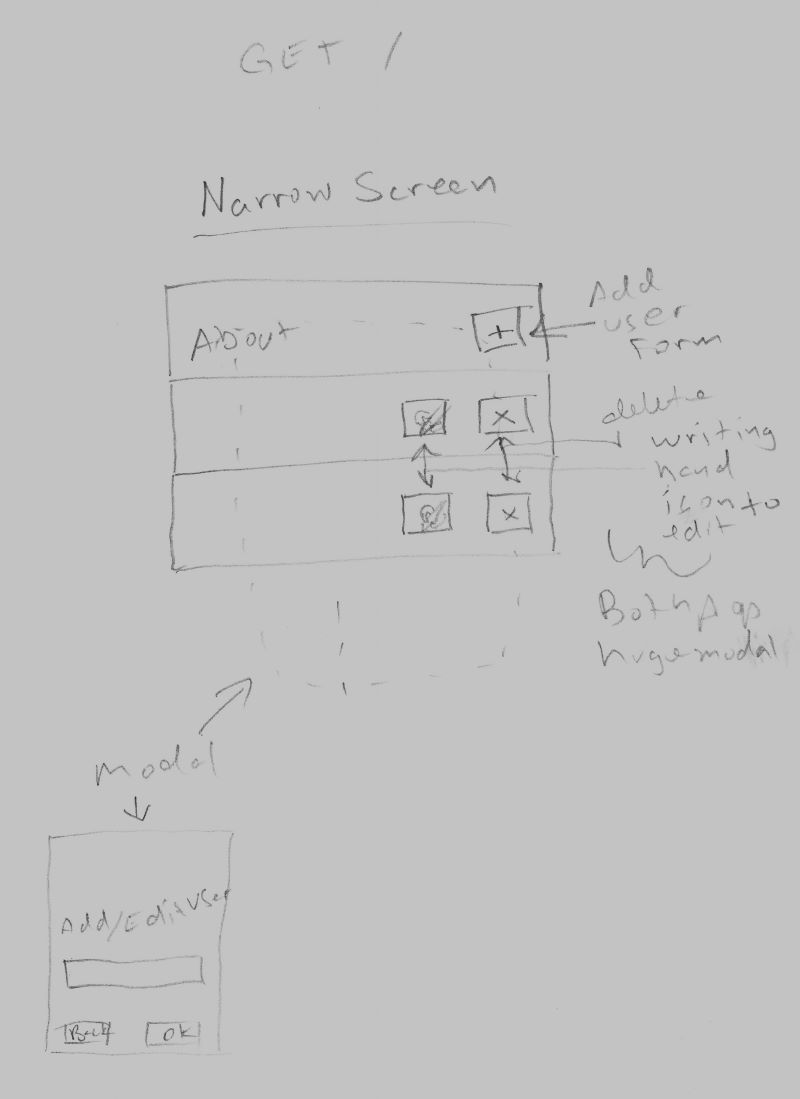 GET /
Narrow Screen
About
+
Add
user
Form
x
delete
writing
hand
icon to
edit
x
Both
huge modal
Modal
Add/Edit User
Back
OK